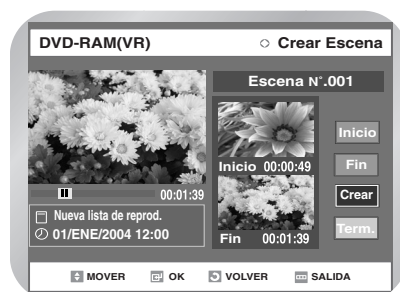 DVD-RAM(VR)
Crear Escena
Escena N°.001
Inicio 00:00:49
Fin 00:01:39
00:01:39
Nueva lista de reprod.
01/ENE/2004 12:00
Inicio
Fin
Crear
Term.
MOVER OK VOLVER SALIDA